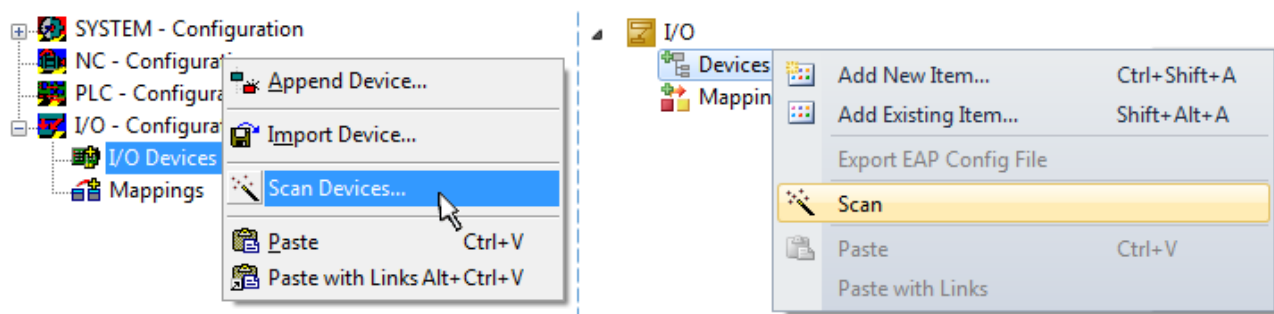 SYSTEM - Configuration
NC - Configurat
PLC - Configura
I/O - Configurat
I/O Devices
Mappings
Append Device...
Import Device...
Scan Devices...
Paste Ctrl+V
Paste with Links Alt+Ctrl+V
I/O
Devices
Mappin
Add New Item... Ctrl+Shift+A
Add Existing Item... Shift+Alt+A
Export EAP Config File
Scan
Paste Ctrl+V
Paste with Links